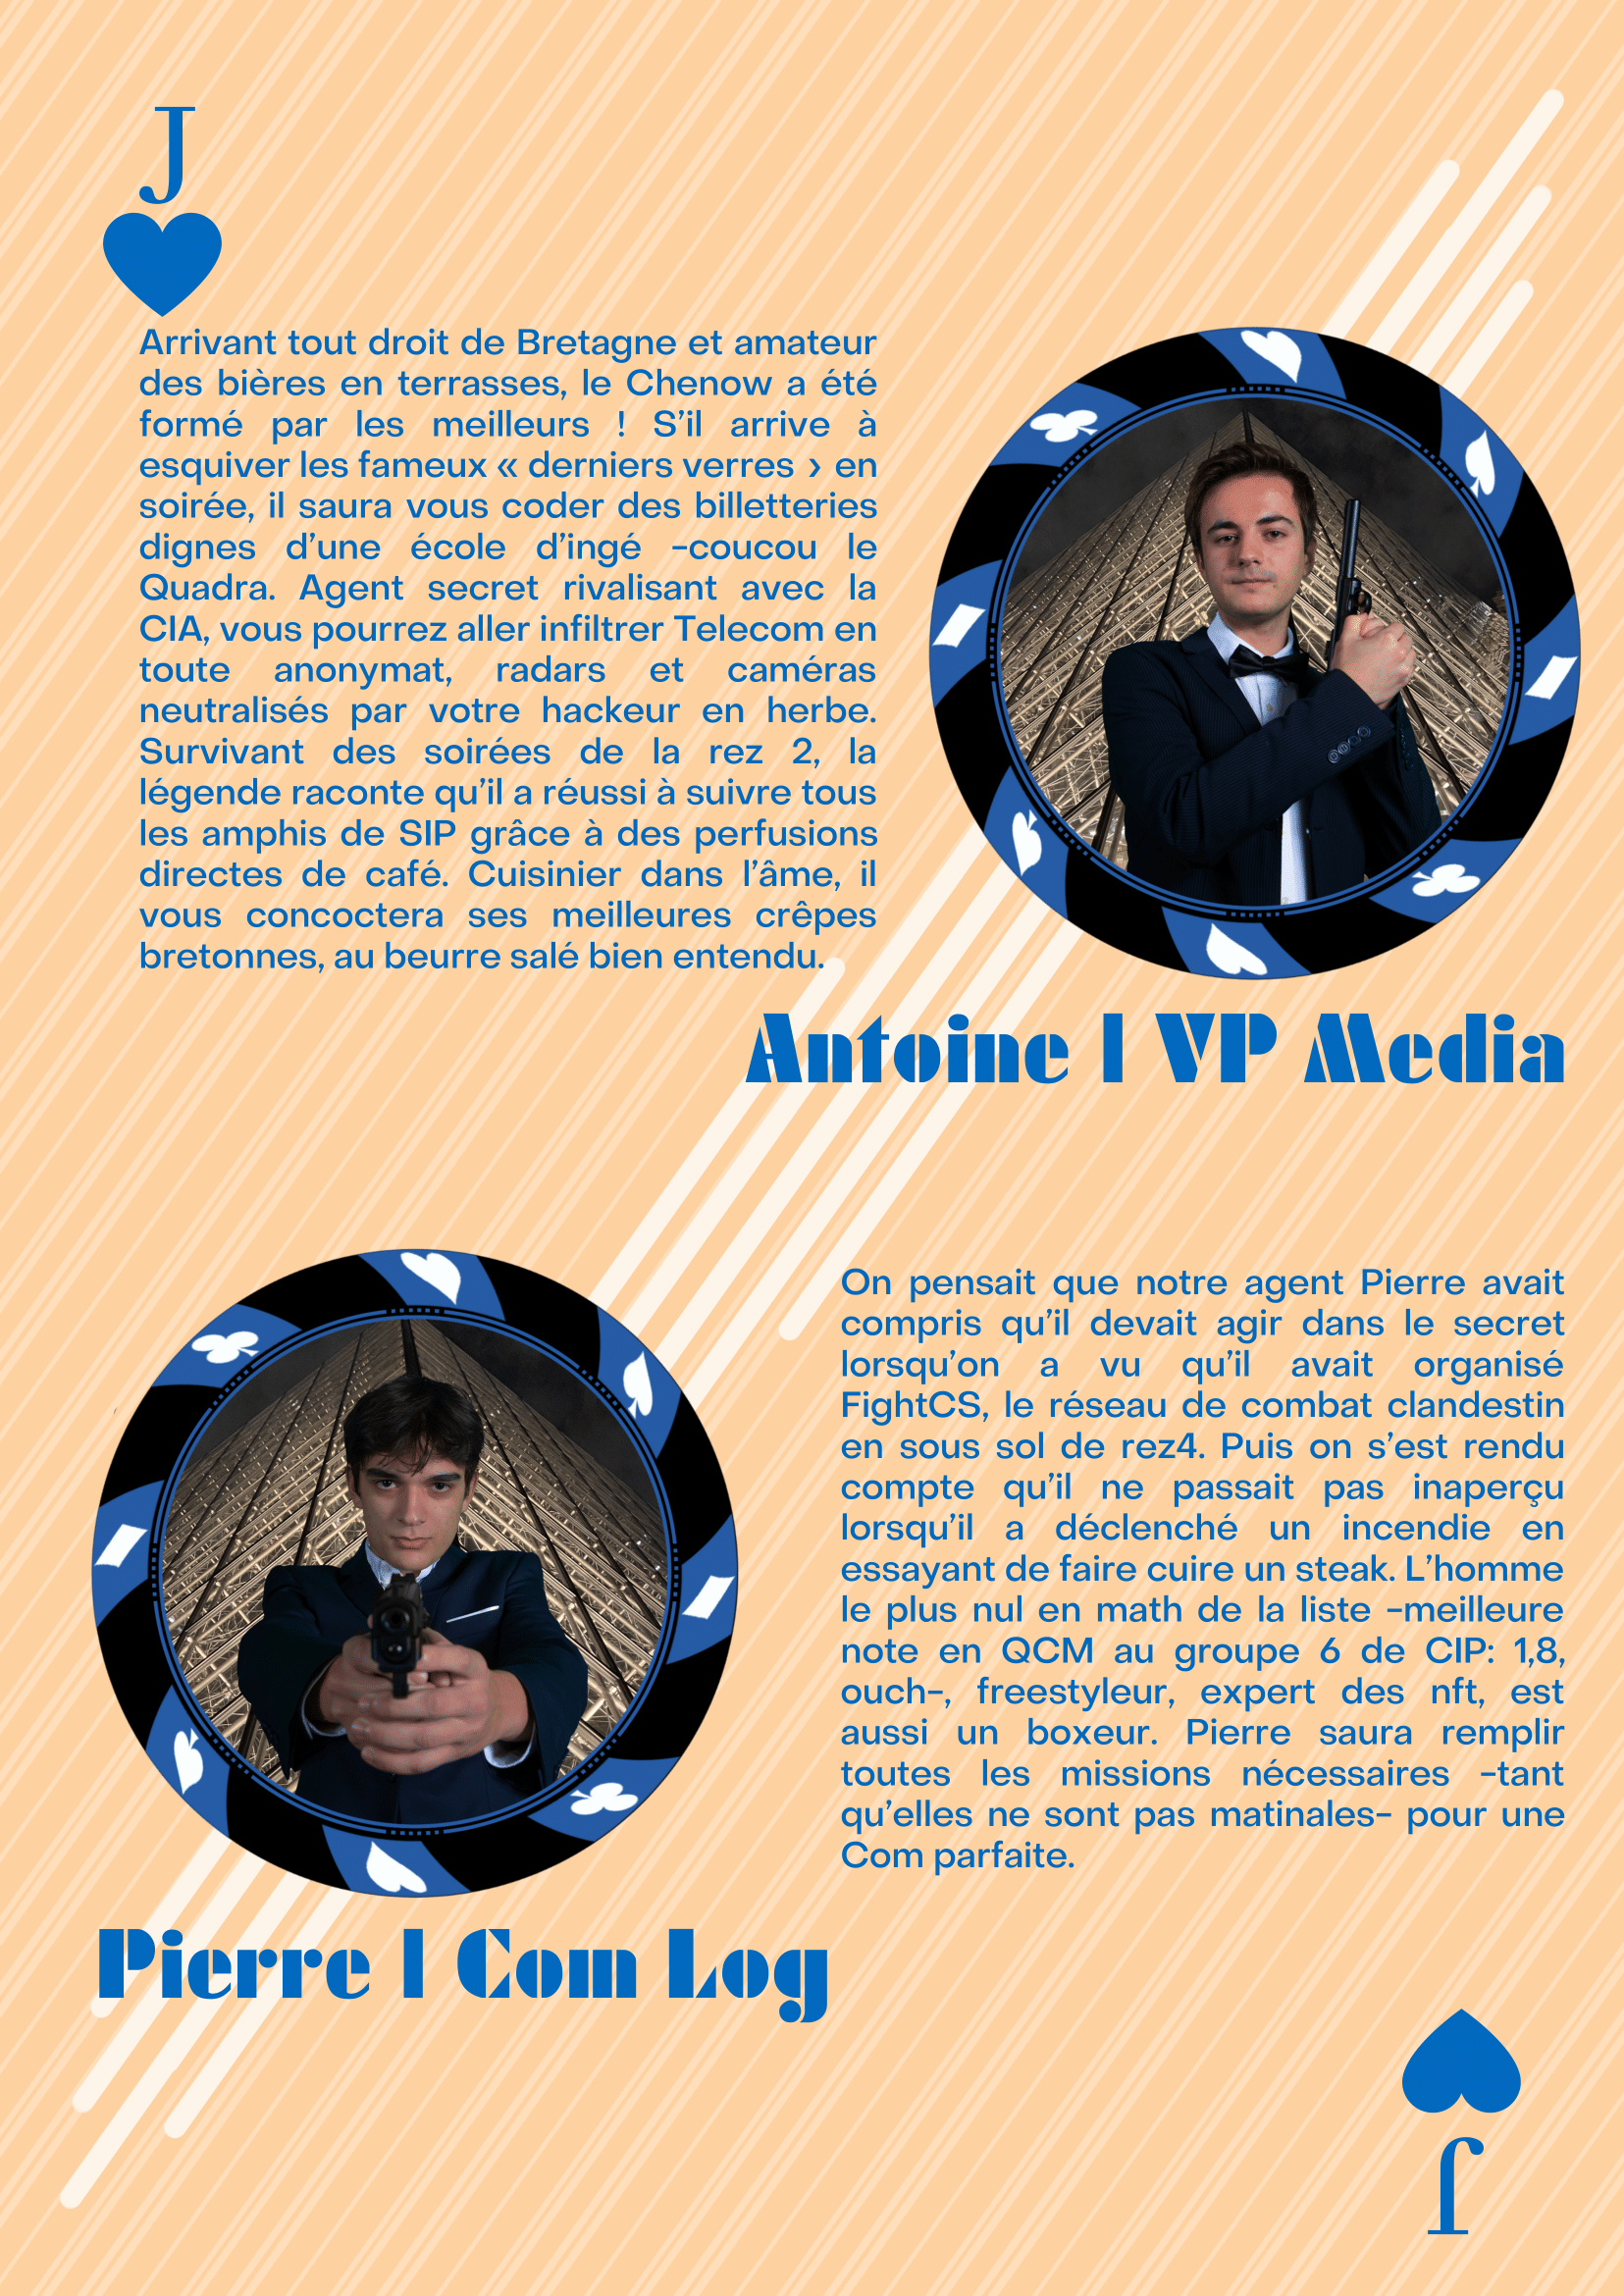 J
Arrivant tout droit de Bretagne et amateur
des bières en terrasses, le Chenow a été
formé par les meilleurs ! S'il arrive à
esquiver les fameux « derniers verres › en
soirée, il saura vous coder des billetteries
dignes d'une école d'ingé -coucou le
Quadra. Agent secret rivalisant avec la
CIA, vous pourrez aller infiltrer Telecom en
toute anonymat, radars et caméras
neutralisés par votre hackeur en herbe.
Survivant des soirées de la rez 2, la
légende raconte qu'il a réussi à suivre tous
les amphis de SIP grâce à des perfusions
directes de café. Cuisinier dans l'âme, il
vous concoctera ses meilleures crêpes
bretonnes, au beurre salé bien entendu.
Antoine | VP Media
On pensait que notre agent Pierre avait
compris qu'il devait agir dans le secret
lorsqu'on a vu qu'il avait organisé
FightCS, le réseau de combat clandestin
en sous sol de rez4. Puis on s'est rendu
compte qu'il ne passait pas inaperçu
lorsqu'il a déclenché un incendie en
essayant de faire cuire un steak. L'homme
le plus nul en math de la liste -meilleure
note en QCM au groupe 6 de CIP: 1,8,
ouch-, freestyleur, expert des nft, est
aussi un boxeur. Pierre saura remplir
toutes les missions nécessaires -tant
qu'elles ne sont pas matinales- pour une
Com parfaite.
Pierre | Com Log
J